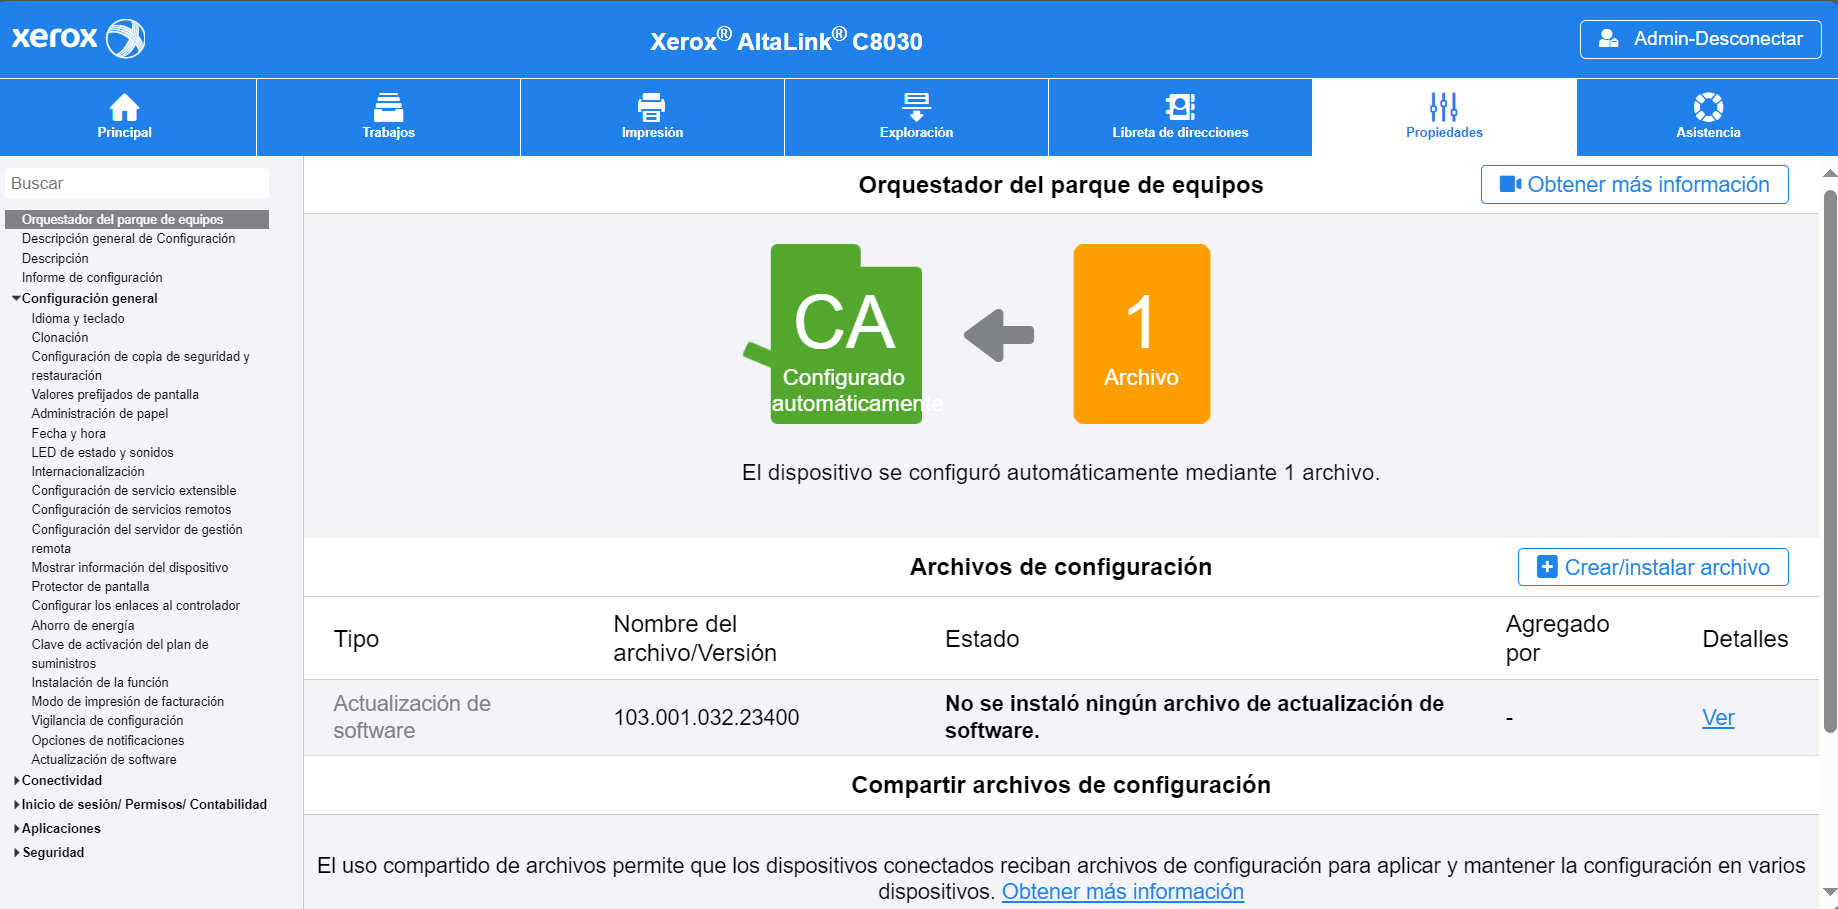 xerox
Xerox® AltaLink® C8030
Admin-Desconectar
Principal
Trabajos
Impresión
Exploración
Libreta de direcciones
Propiedades
Asistencia
Buscar
Orquestador del parque de equipos
Descripción general de Configuración
Descripción
Informe de configuración
Configuración general
Idioma y teclado
Clonación
Configuración de copia de seguridad y
restauración
Valores prefijados de pantalla
Administración de papel
Fecha y hora
LED de estado y sonidos
Internacionalización
Configuración de servicio extensible
Configuración de servicios remotos
Configuración del servidor de gestión
remota
Mostrar información del dispositivo
Protector de pantalla
Configurar los enlaces al controlador
Ahorro de energía
Clave de activación del plan de
suministros
Instalación de la función
Modo de impresión de facturación
Vigilancia de configuración
Opciones de notificaciones
Actualización de software
Conectividad
Inicio de sesión/ Permisos/ Contabilidad
Aplicaciones
Seguridad
Orquestador del parque de equipos
Obtener más información
CA
Configurado
automáticamente
1
Archivo
El dispositivo se configuró automáticamente mediante 1 archivo.
Archivos de configuración
Crear/instalar archivo
Tipo
Nombre del
archivo/Versión
Estado
Agregado
por
Detalles
Actualización de
software
103.001.032.23400
No se instaló ningún archivo de actualización de
software.
-
Ver
Compartir archivos de configuración
El uso compartido de archivos permite que los dispositivos conectados reciban archivos de configuración para aplicar y mantener la configuración en varios
dispositivos. Obtener más información